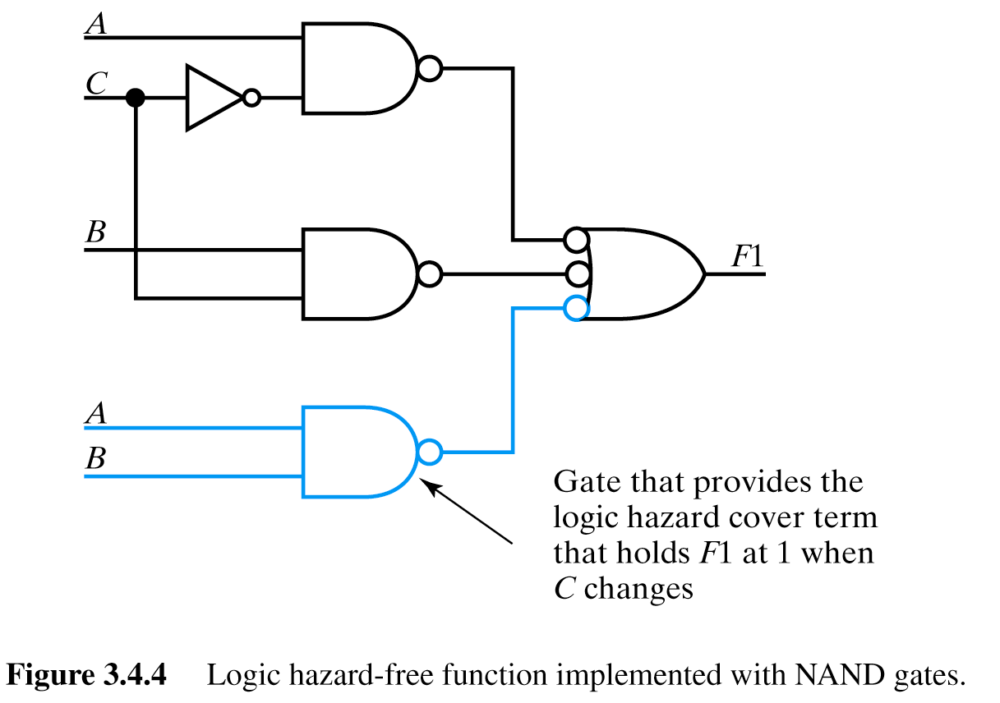 A
C
B
F1
A
B
Gate that provides the
logic hazard cover term
that holds F1 at 1 when
C changes
Figure 3.4.4 Logic hazard-free function implemented with NAND gates.